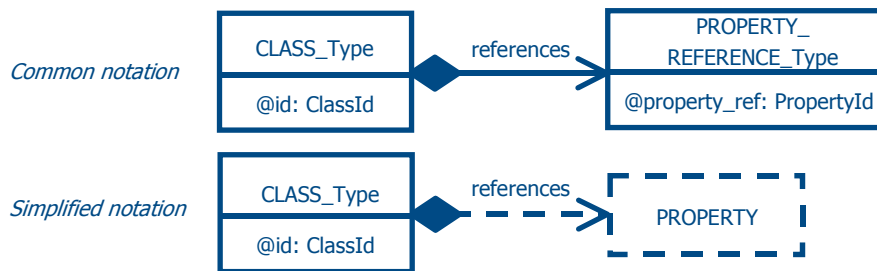 CLASS_Type
references
PROPERTY_
REFERENCE_Type
Common notation
@id: ClassId
@property_ref: PropertyId
CLASS_Type
references
Simplified notation
PROPERTY
@id: ClassId